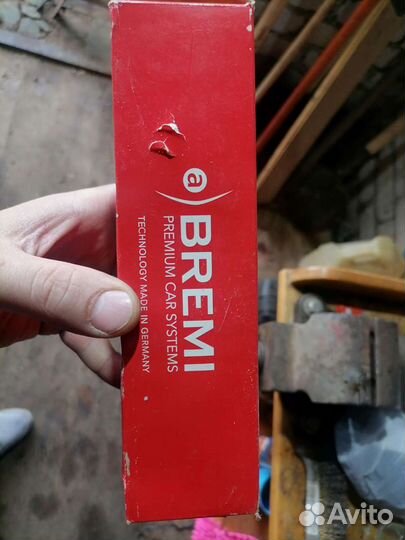 a
BREMI
PREMIUM CAR SYSTEMS
TECHNOLOGY MADE IN GERMANY
Avito